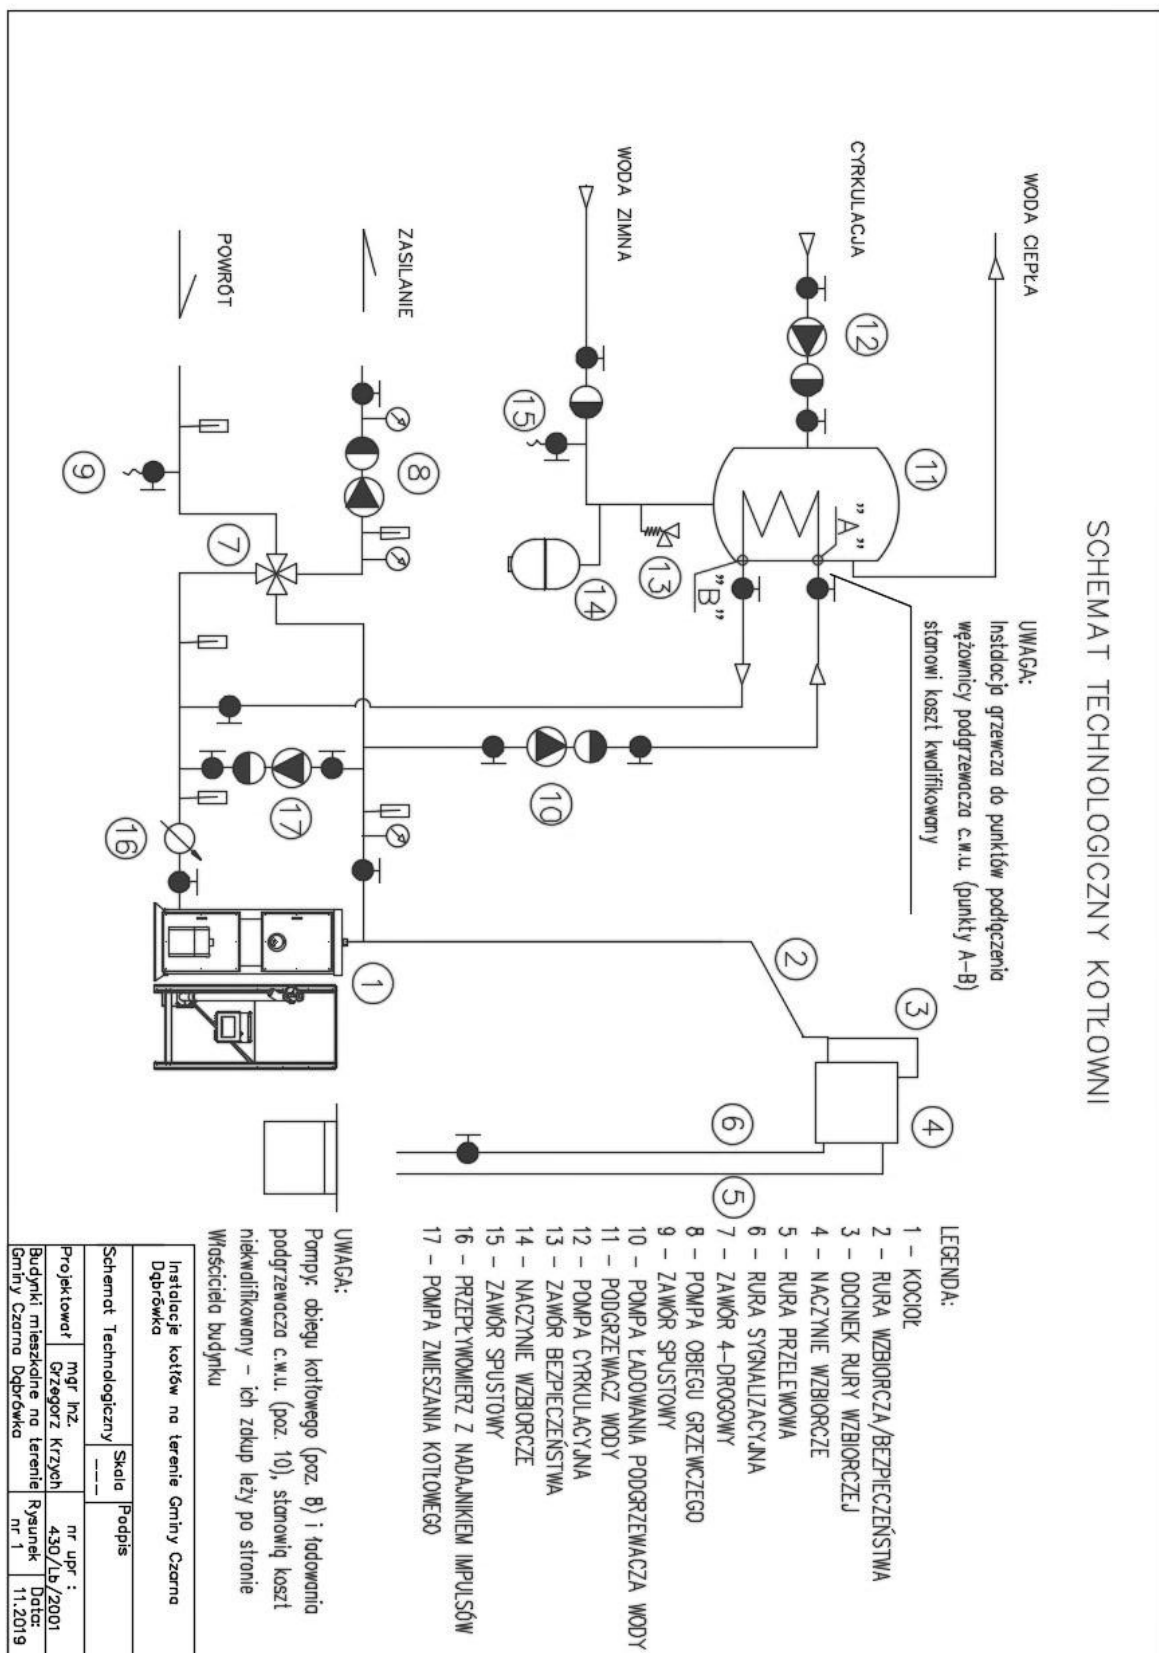 SCHEMAT TECHNOLOGICZNY KOTŁOWNI
WODA CIEPŁA
CYRKULACJA
WODA ZIMNA
ZASILANIE
POWRÓT
12
11
15
14
13
"A"
"B"
8
9
7
10
17
16
1
2
3
4
6
5
UWAGA:
Instalacja grzewcza do punktów podłączenia
wężownicy podgrzewacza c.w.u. (punkty A-B)
stanowi koszt kwalifikowany
LEGENDA:
1 – KOCIOŁ
2 – RURA WZBIORCZA/BEZPIECZEŃSTWA
3 – ODCINEK RURY WZBIORCZEJ
4 – NACZYNIE WZBIORCZE
5 – RURA PRZELEWOWA
6 – RURA SYGNALIZACYJNA
7 – ZAWÓR 4–DROGOWY
8 – POMPA OBIEGU GRZEWCZEGO
9 – ZAWÓR SPUSTOWY
10 – POMPA ŁADOWANIA PODGRZEWACZA WODY
11 – PODGRZEWACZ WODY
12 – POMPA CYRKULACYJNA
13 – ZAWÓR BEZPIECZEŃSTWA
14 – NACZYNIE WZBIORCZE
15 – ZAWÓR SPUSTOWY
16 – PRZEPŁYWOMIERZ Z NADAJNIKIEM IMPULSÓW
17 – POMPA ZMIESZANIA KOTŁOWEGO
UWAGA:
Pompy: obiegu kotłowego (poz. 8) i ładowania
podgrzewacza c.w.u. (poz. 10), stanowią koszt
niekwalifikowany – ich zakup leży po stronie
Właściciela budynku
Instalacje kotłów na terenie Gminy Czarna
Dąbrówka
Schemat Technologiczny
Skala
---
Podpis
Projektował
mgr inż.
Grzegorz Krzych
nr upr :
430/Lb/2001
Budynki mieszkalne na terenie
Gminy Czarna Dąbrówka
Rysunek
nr 1
Data:
11.2019